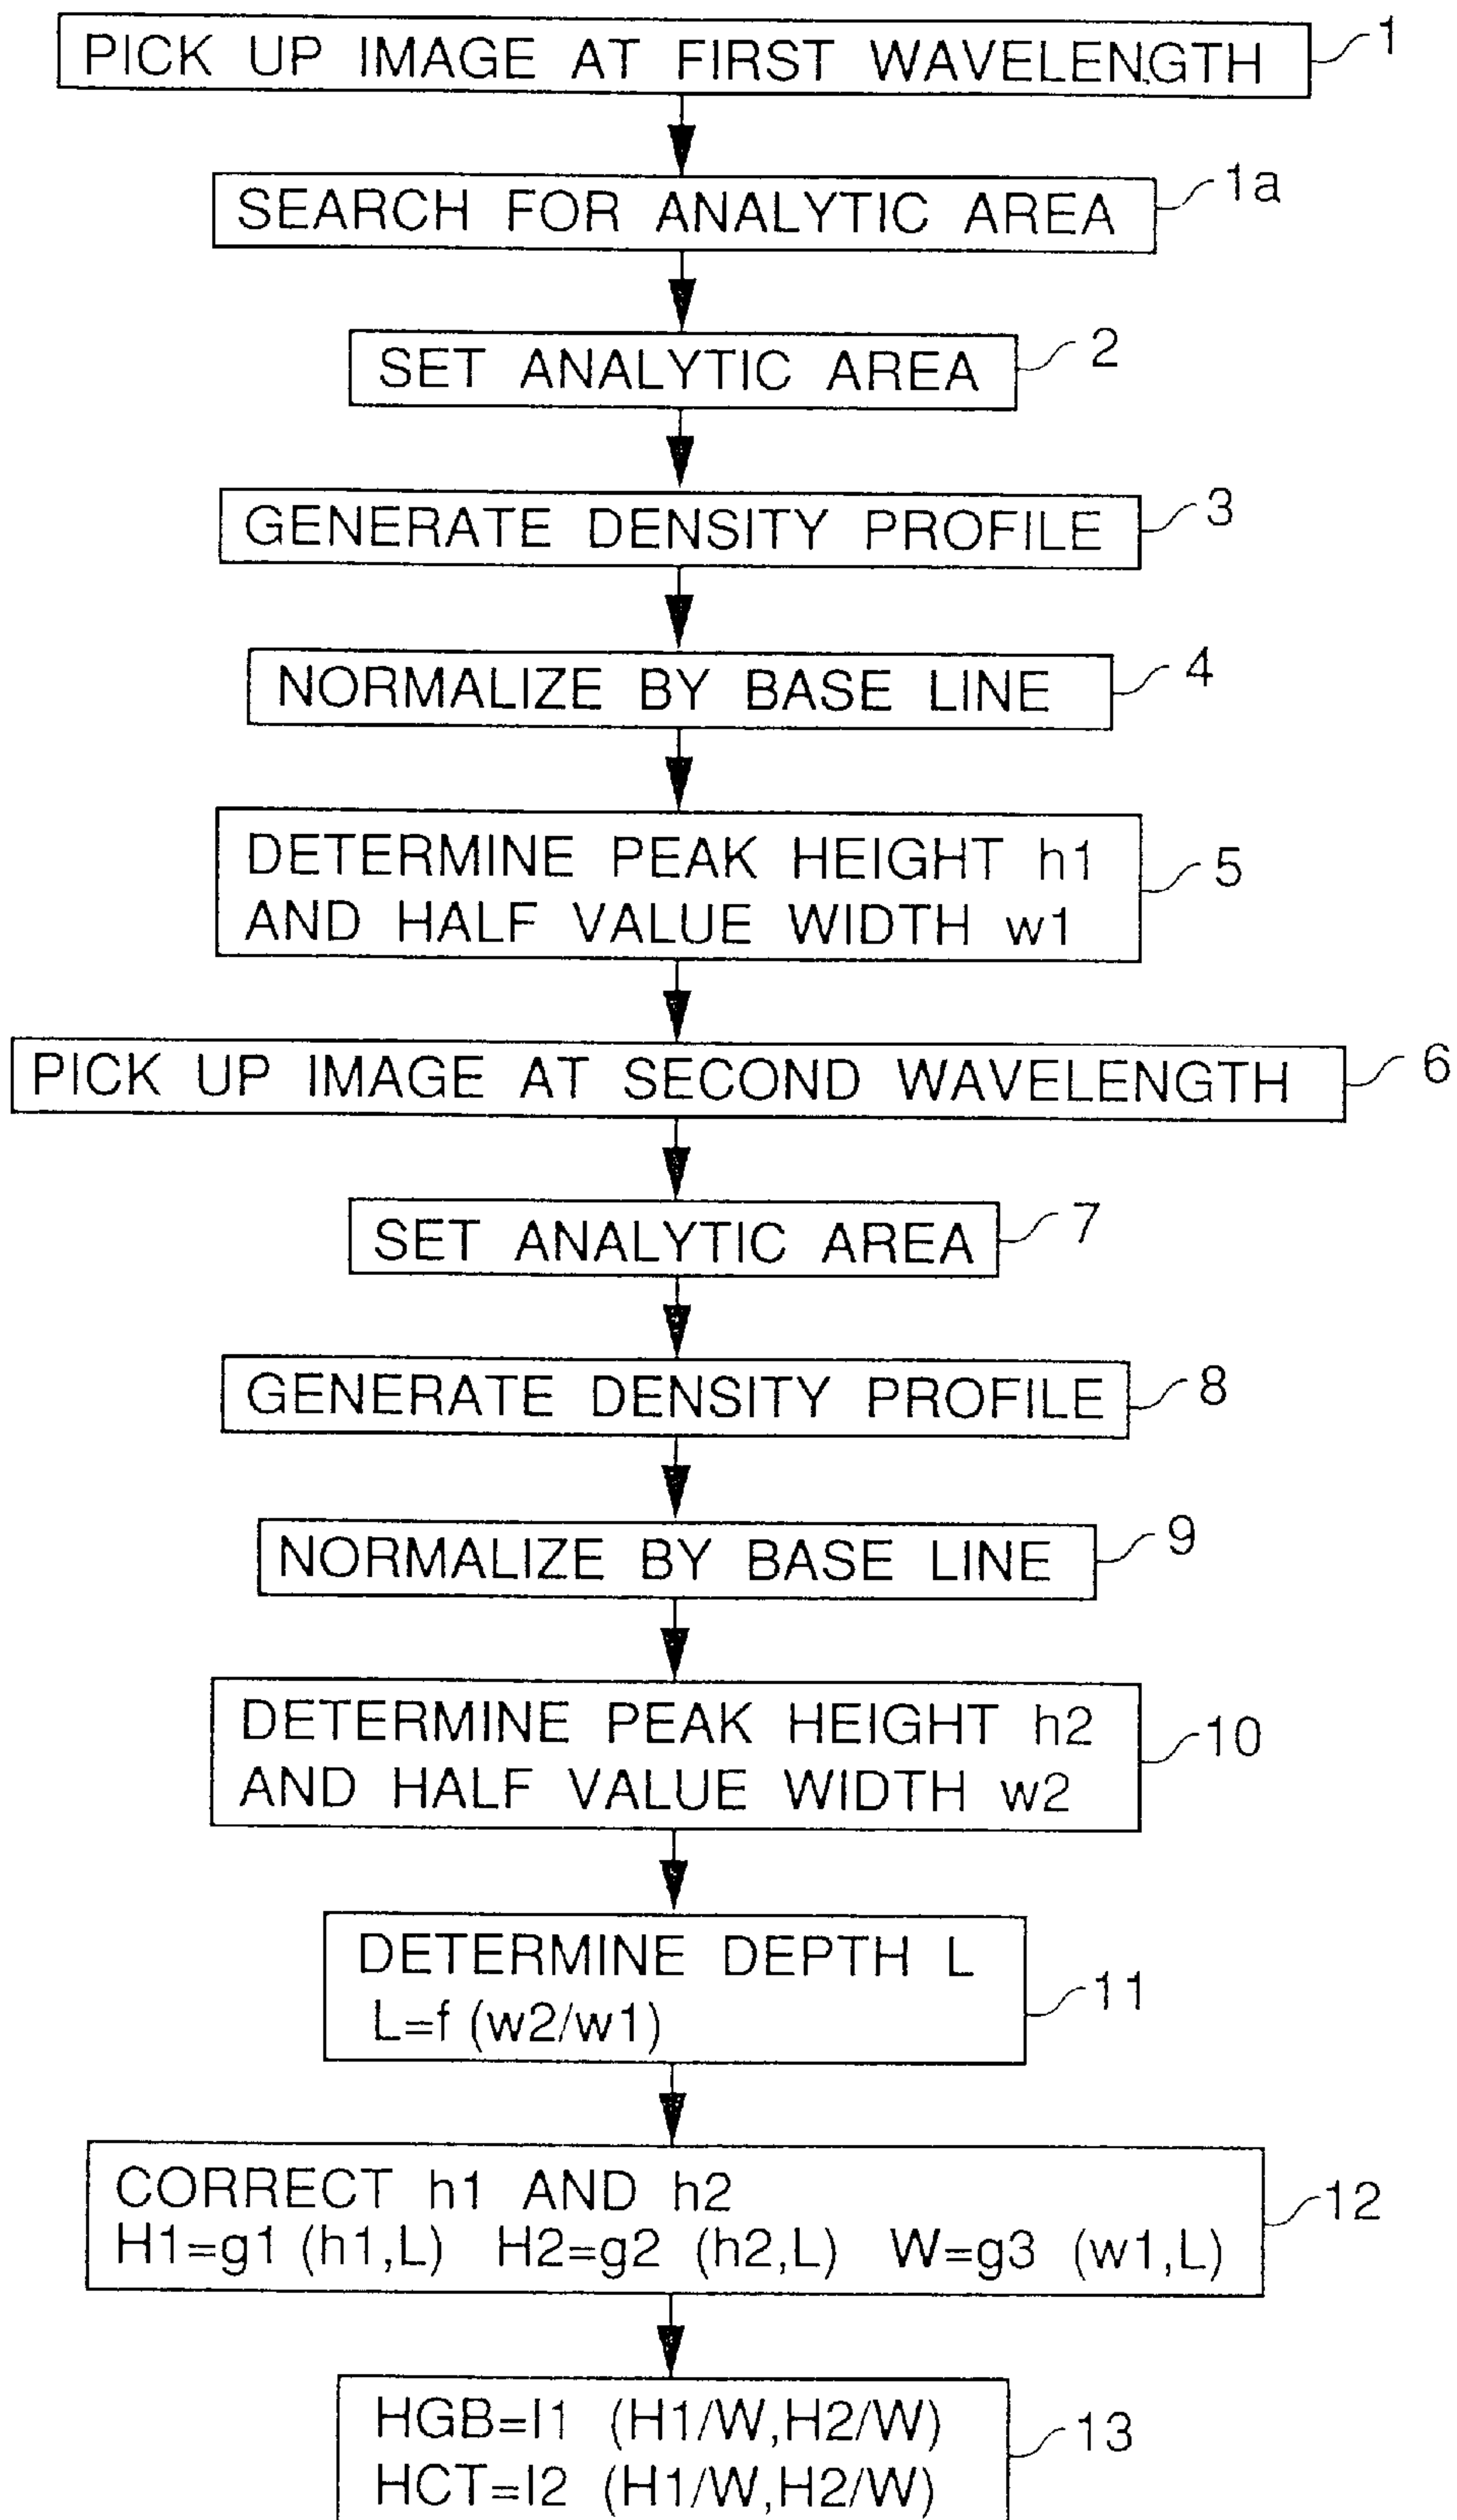 PICK UP IMAGE AT FIRST WAVELENGTH 1
SEARCH FOR ANALYTIC AREA 1a
SET ANALYTIC AREA 2
GENERATE DENSITY PROFILE 3
NORMALIZE BY BASE LINE 4
DETERMINE PEAK HEIGHT h1
AND HALF VALUE WIDTH w1
5
PICK UP IMAGE AT SECOND WAVELENGTH 6
SET ANALYTIC AREA 7
GENERATE DENSITY PROFILE 8
NORMALIZE BY BASE LINE 9
DETERMINE PEAK HEIGHT h2
AND HALF VALUE WIDTH w2
10
DETERMINE DEPTH L
L=f (w2/w1)
11
CORRECT h1 AND h2
H1=g1 (h1,L) H2=g2 (h2,L) W=g3 (w1,L)
12
HGB=I1 (H1/W,H2/W)
HCT=I2 (H1/W,H2/W)
13